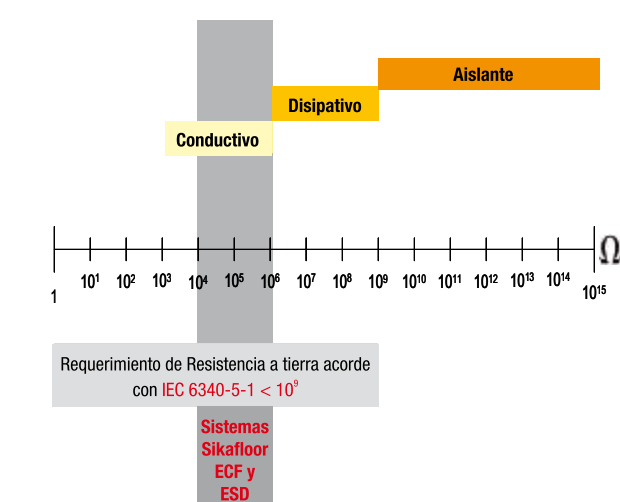 Aislante
Disipativo
Conductivo
1 10¹ 10² 10³ 10⁴ 10⁵ 10⁶ 10⁷ 10⁸ 10⁹ 10¹⁰ 10¹¹ 10¹² 10¹³ 10¹⁴ 10¹⁵ Ω
Requerimiento de Resistencia a tierra acorde
con IEC 6340-5-1 < 10⁹
Sistemas
Sikafloor
ECF y
ESD